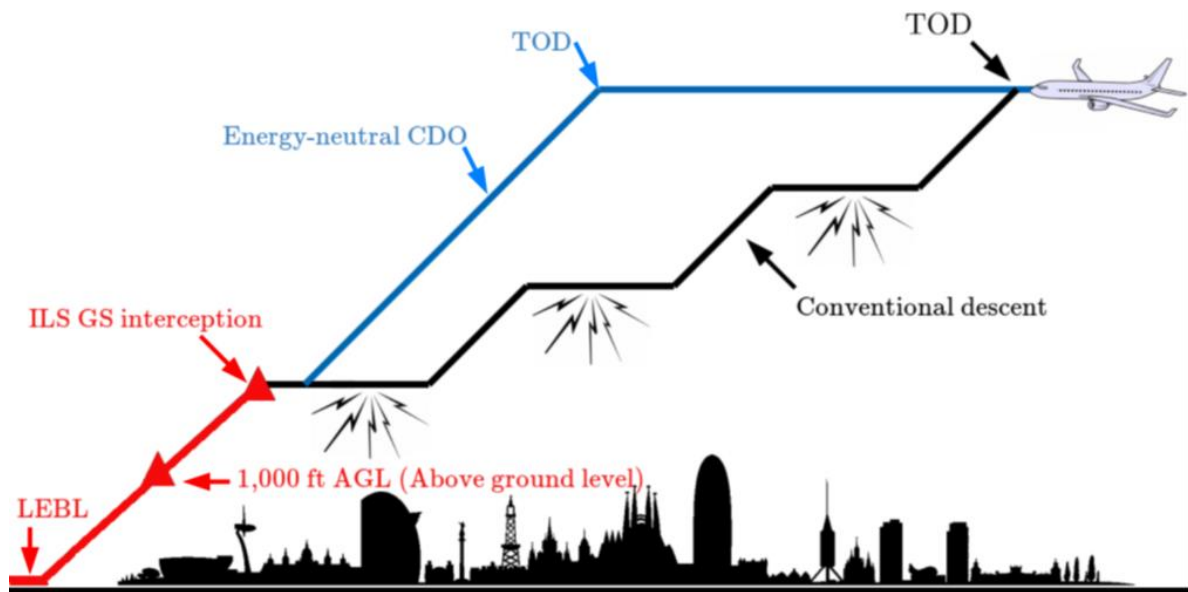 TOD
TOD
Energy-neutral CDO
Conventional descent
ILS GS interception
1,000 ft AGL (Above ground level)
LEBL